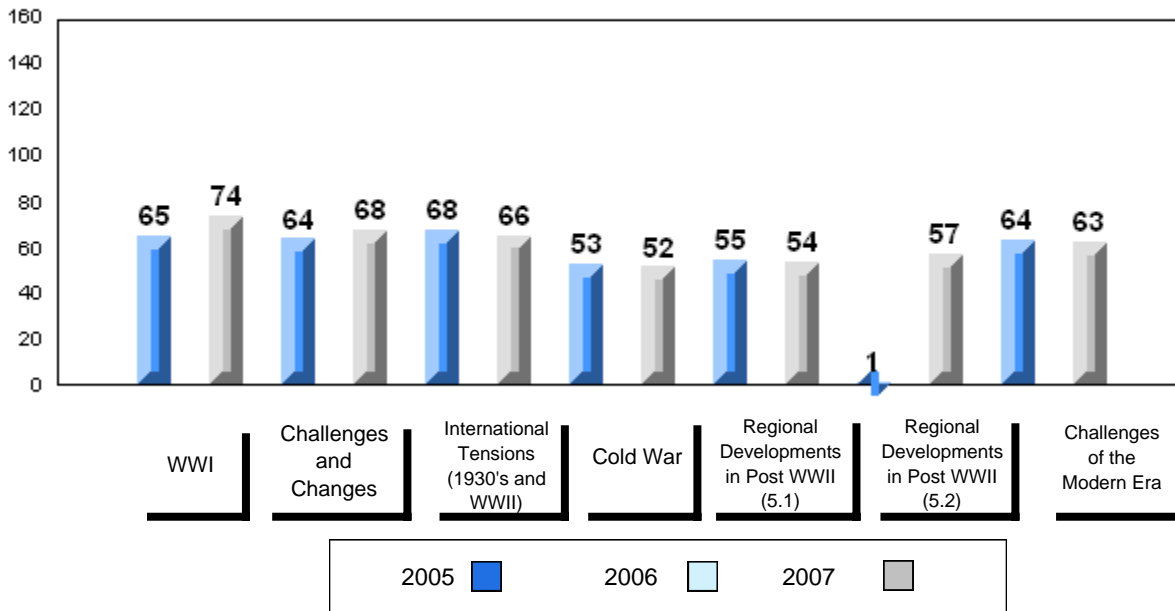 160
140
120
100
80
60
40
20
0
65
74
64
68
68
66
53
52
55
54
1
57
64
63
WWI
Challenges
and
Changes
International
Tensions
(1930's and
WWII)
Cold War
Regional
Developments
in Post WWII
(5.1)
Regional
Developments
in Post WWII
(5.2)
Challenges
of the
Modern Era
2005
2006
2007